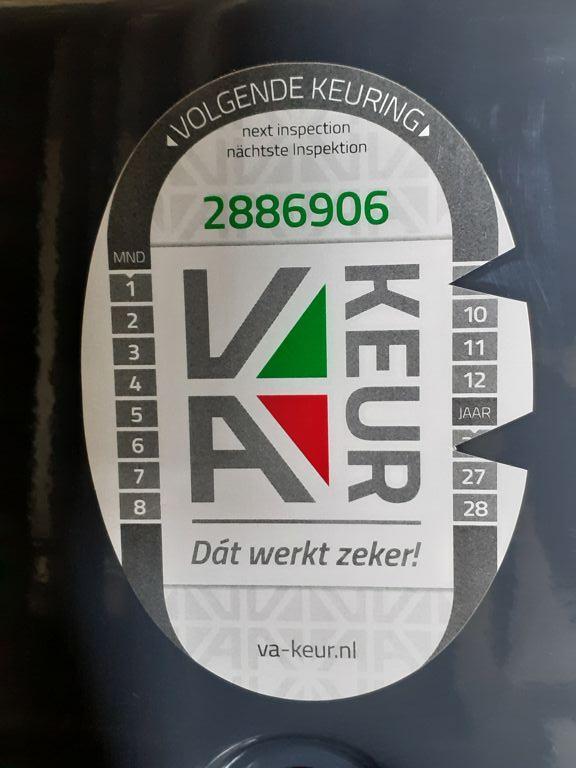 VOLGENDE KEURING
next inspection
nächtste Inspektion
2886906
MND
1
2
3
4
5
6
7
8
10
11
12
JAAR
27
28
VA
KEUR
Dát werkt zeker!
va-keur.nl